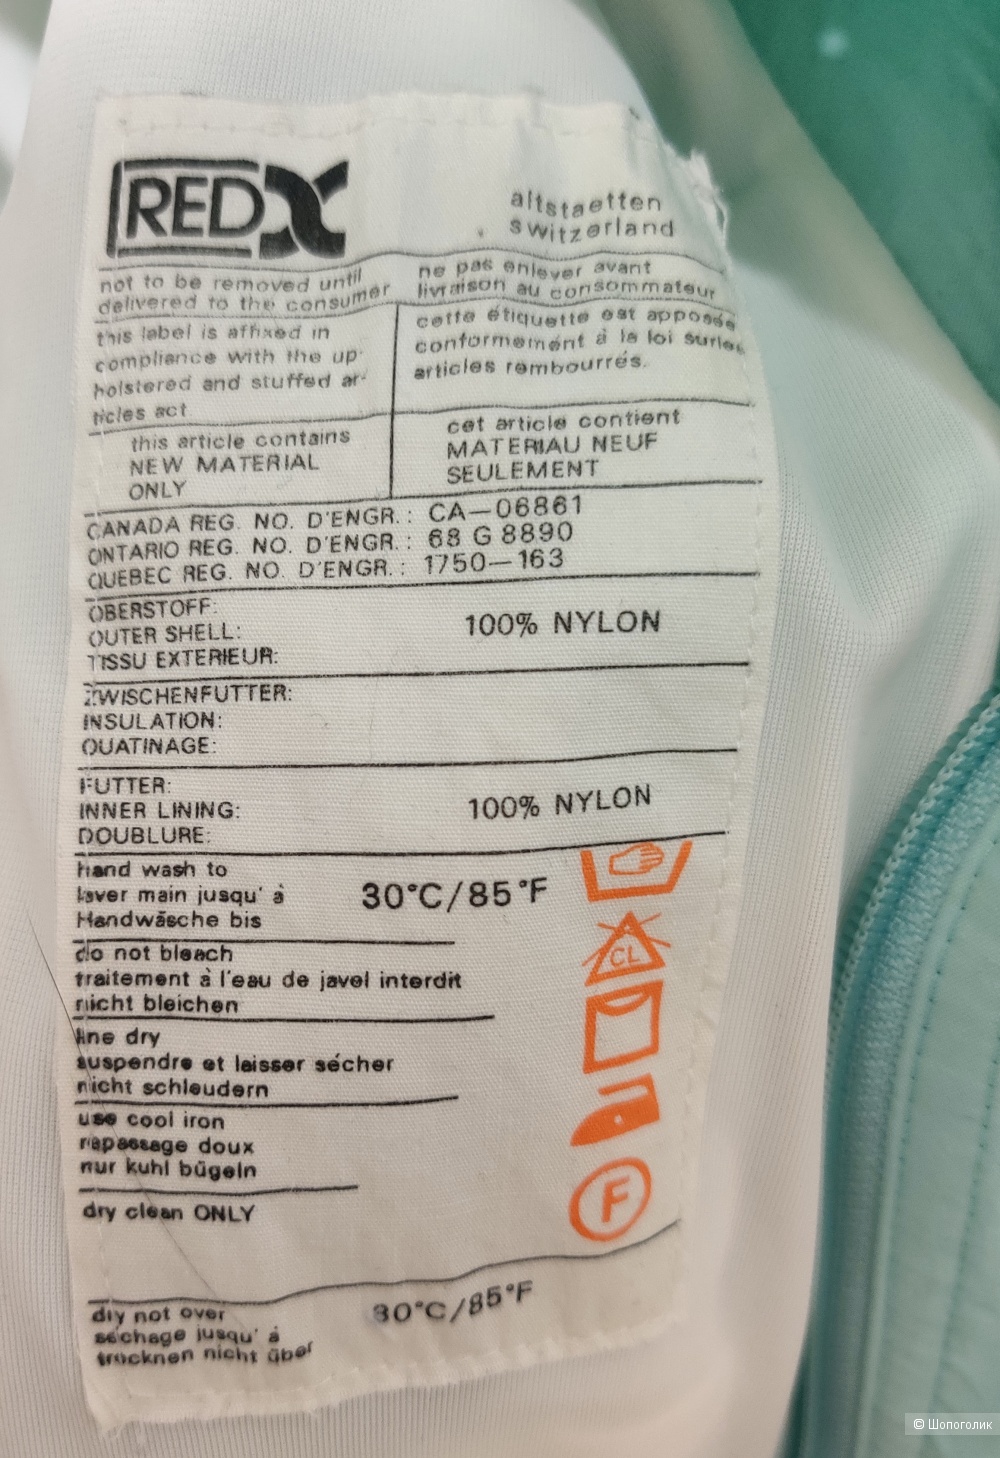 REDX
altstaetten
switzerland
not to be removed until
delivered to the consumer
ne pas enlever avant
livraison au consommateur
this label is affixed in
compliance with the up-
holstered and stuffed ar-
ticles act
cette étiquette est apposée
conformement à la loi surles
articles rembourrés.
this article contains
NEW MATERIAL
ONLY
cet article contient
MATERIAU NEUF
SEULEMENT
CANADA REG. NO. D'ENGR.: CA—06861
ONTARIO REG. NO. D'ENGR.: 68 G 8890
QUEBEC REG. NO. D'ENGR.: 1750—163
OBERSTOFF:
OUTER SHELL: 100% NYLON
TISSU EXTERIEUR:
ZWISCHENFUTTER:
INSULATION:
OUATINAGE:
FUTTER:
INNER LINING: 100% NYLON
DOUBLURE:
hand wash to
laver main jusqu' à 30°C/85°F
Handwäsche bis
do not bleach
traitement à l'eau de javel interdit
nicht bleichen
CL
line dry
suspendre et laisser sécher
nicht schleudern
use cool iron
repassage doux
nur kuhl bügeln
dry clean ONLY
F
dry not over 30°C/85°F
séchage jusqu' à
trocknen nicht über
© Шопоголик